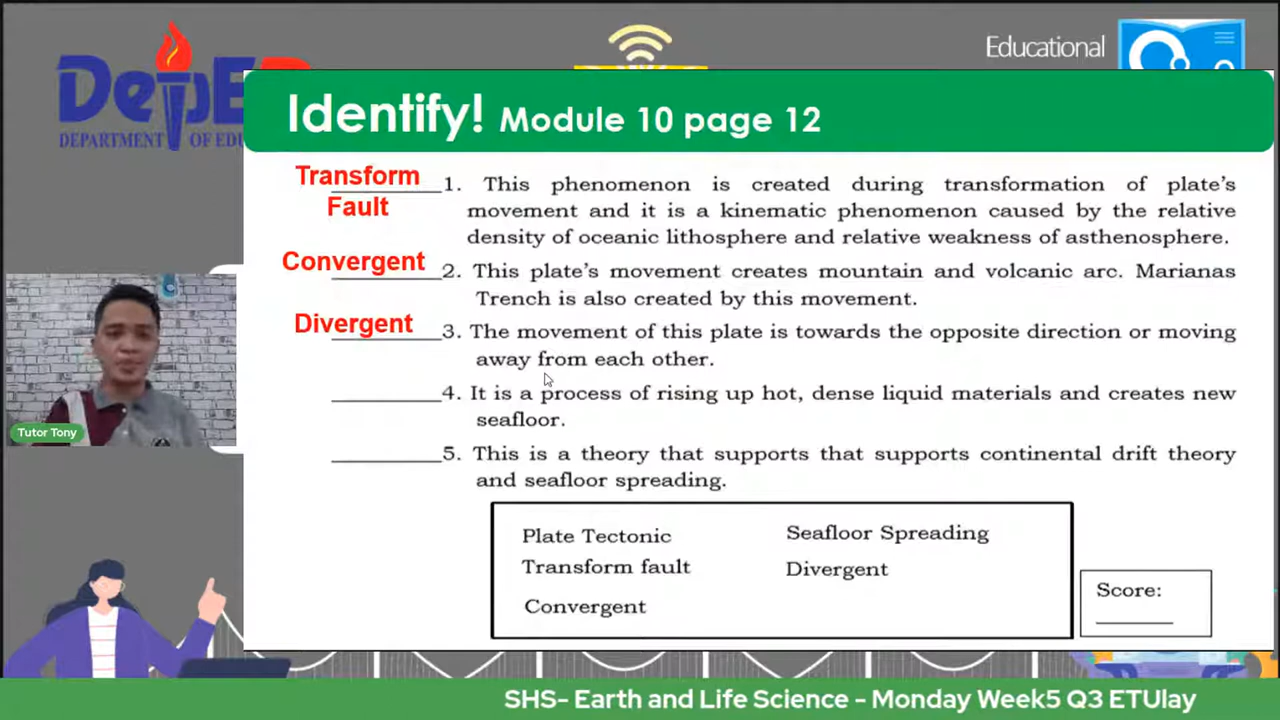 DepED
DEPARTMENT OF EDU
Educational
Identify! Module 10 page 12
Transform
Fault
1. This phenomenon is created during transformation of plate's
movement and it is a kinematic phenomenon caused by the relative
density of oceanic lithosphere and relative weakness of asthenosphere.
Convergent
2. This plate's movement creates mountain and volcanic arc. Marianas
Trench is also created by this movement.
Divergent
3. The movement of this plate is towards the opposite direction or moving
away from each other.
4. It is a process of rising up hot, dense liquid materials and creates new
seafloor.
5. This is a theory that supports that supports continental drift theory
and seafloor spreading.
Plate Tectonic
Seafloor Spreading
Transform fault
Divergent
Convergent
Score:
Tutor Tony
SHS- Earth and Life Science - Monday Week5 Q3 ETUlay